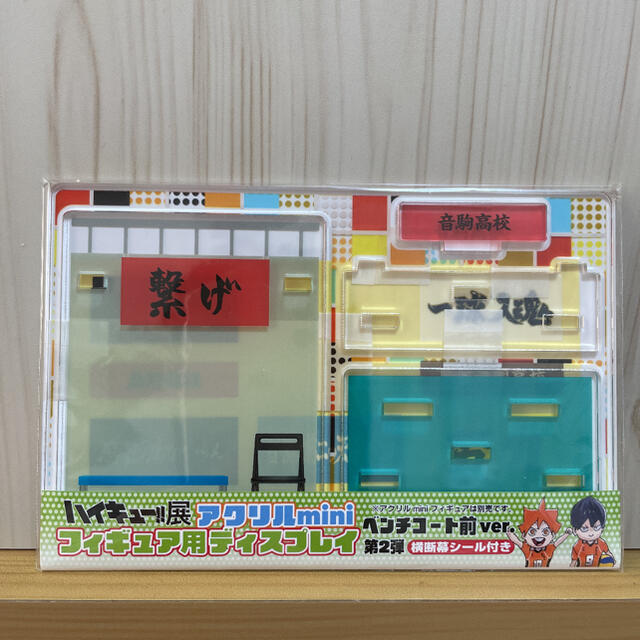 音駒高校
繋げ
一球入魂
※アクリルminiフィギュアは別売です
ハイキュー!!展 アクリルmini
フィギュア用ディスプレイ
ベンチコート前ver.
第2弾 横断幕シール付き